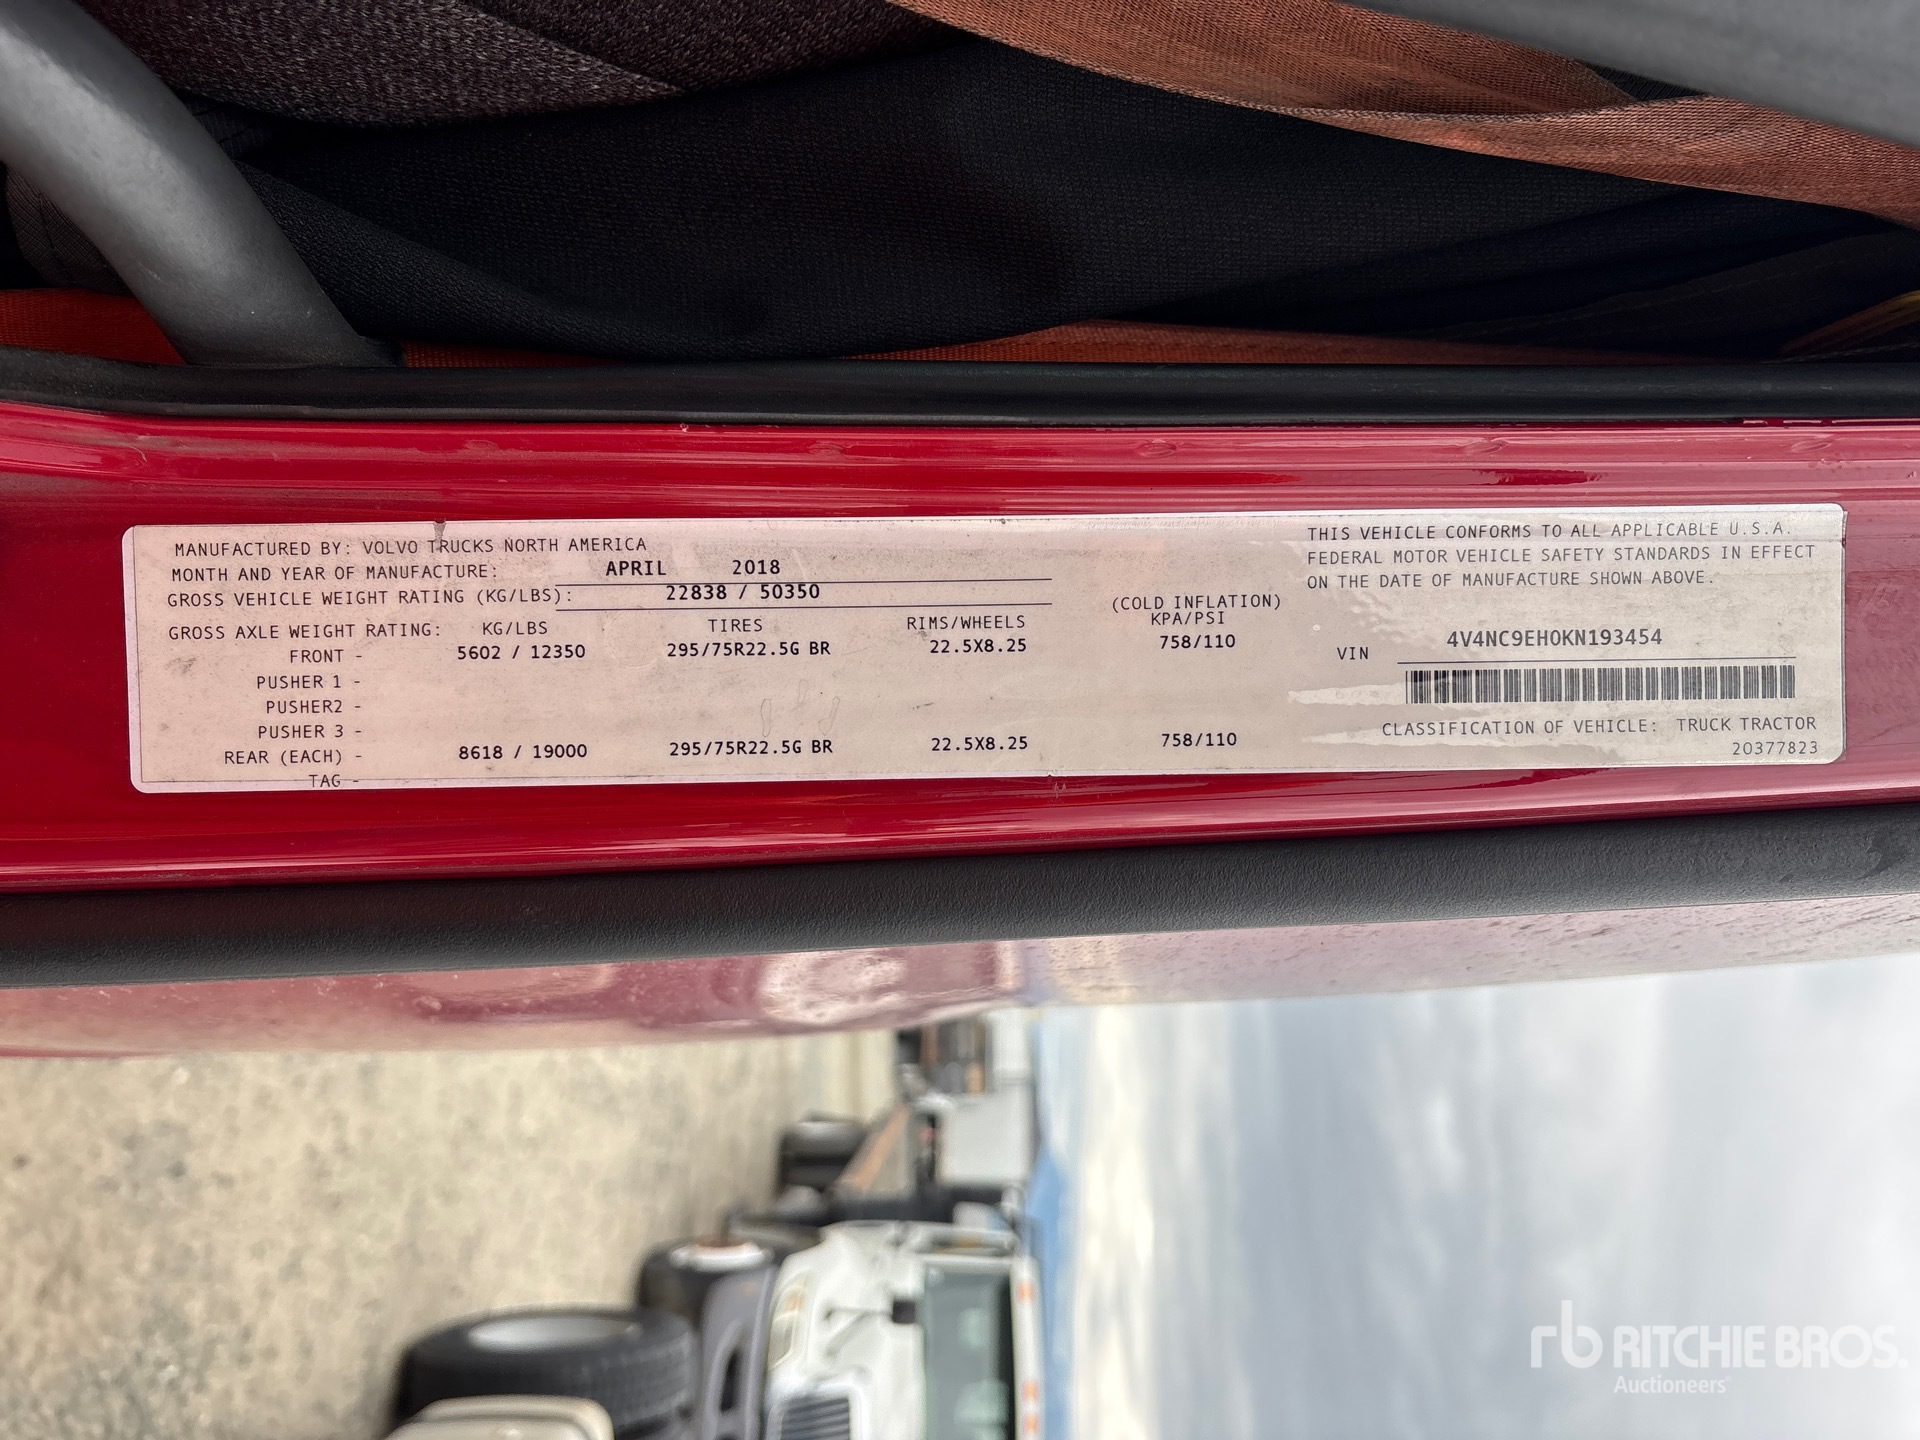 MANUFACTURED BY: VOLVO TRUCKS NORTH AMERICA
MONTH AND YEAR OF MANUFACTURE: APRIL 2018
GROSS VEHICLE WEIGHT RATING (KG/LBS): 22838 / 50350
GROSS AXLE WEIGHT RATING: KG/LBS TIRES RIMS/WHEELS (COLD INFLATION) KPA/PSI
FRONT - 5602 / 12350 295/75R22.5G BR 22.5X8.25 758/110
PUSHER 1 -
PUSHER2 -
PUSHER 3 -
REAR (EACH) - 8618 / 19000 295/75R22.5G BR 22.5X8.25 758/110
TAG -
THIS VEHICLE CONFORMS TO ALL APPLICABLE U.S.A.
FEDERAL MOTOR VEHICLE SAFETY STANDARDS IN EFFECT
ON THE DATE OF MANUFACTURE SHOWN ABOVE.
VIN 4V4NC9EH0KN193454
CLASSIFICATION OF VEHICLE: TRUCK TRACTOR
20377823
rb RITCHIE BROS.
Auctioneers